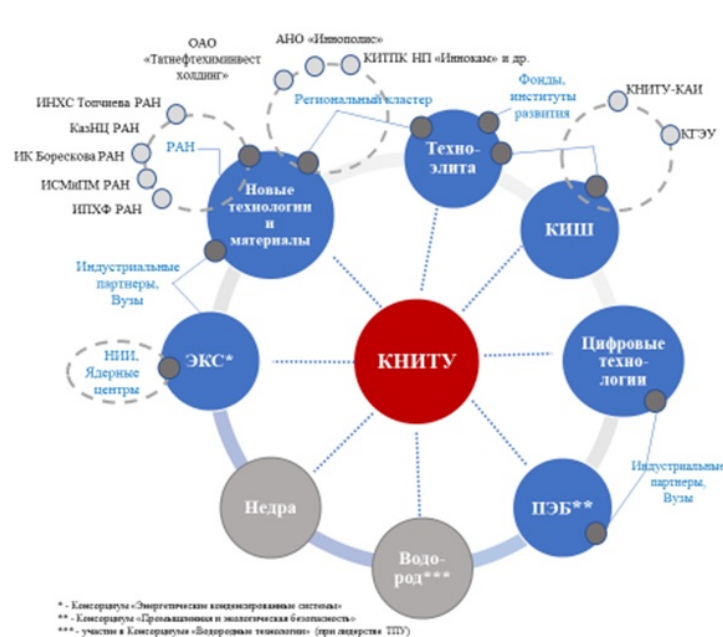 ОАО
«Татнефтехиминвест
холдинг»
АНО «Иннополис»
КИТПК НП «Иннокам» и др.
ИНХС Топчиева РАН
КазНЦ РАН
ИК Борескова РАН
ИСМиПМ РАН
ИПХФ РАН
РАН
Региональный кластер
Фонды,
институты
развития
КНИТУ-КАИ
КГЭУ
Техно-
элита
Новые
технологии
и
материалы
КИШ
Индустриальные
партнеры,
Вузы
НИИ,
Ядерные
центры
ЭКС*
КНИТУ
Цифровые
техно-
логии
Индустриальные
партнеры,
Вузы
Недра
Водо-
род***
ПЭБ**
* - Консорциум «Энергетические конденсированные системы»
** - Консорциум «Промышленная и экологическая безопасность»
*** - участие в Консорциуме «Водородные технологии» (при лидерстве ТПУ)